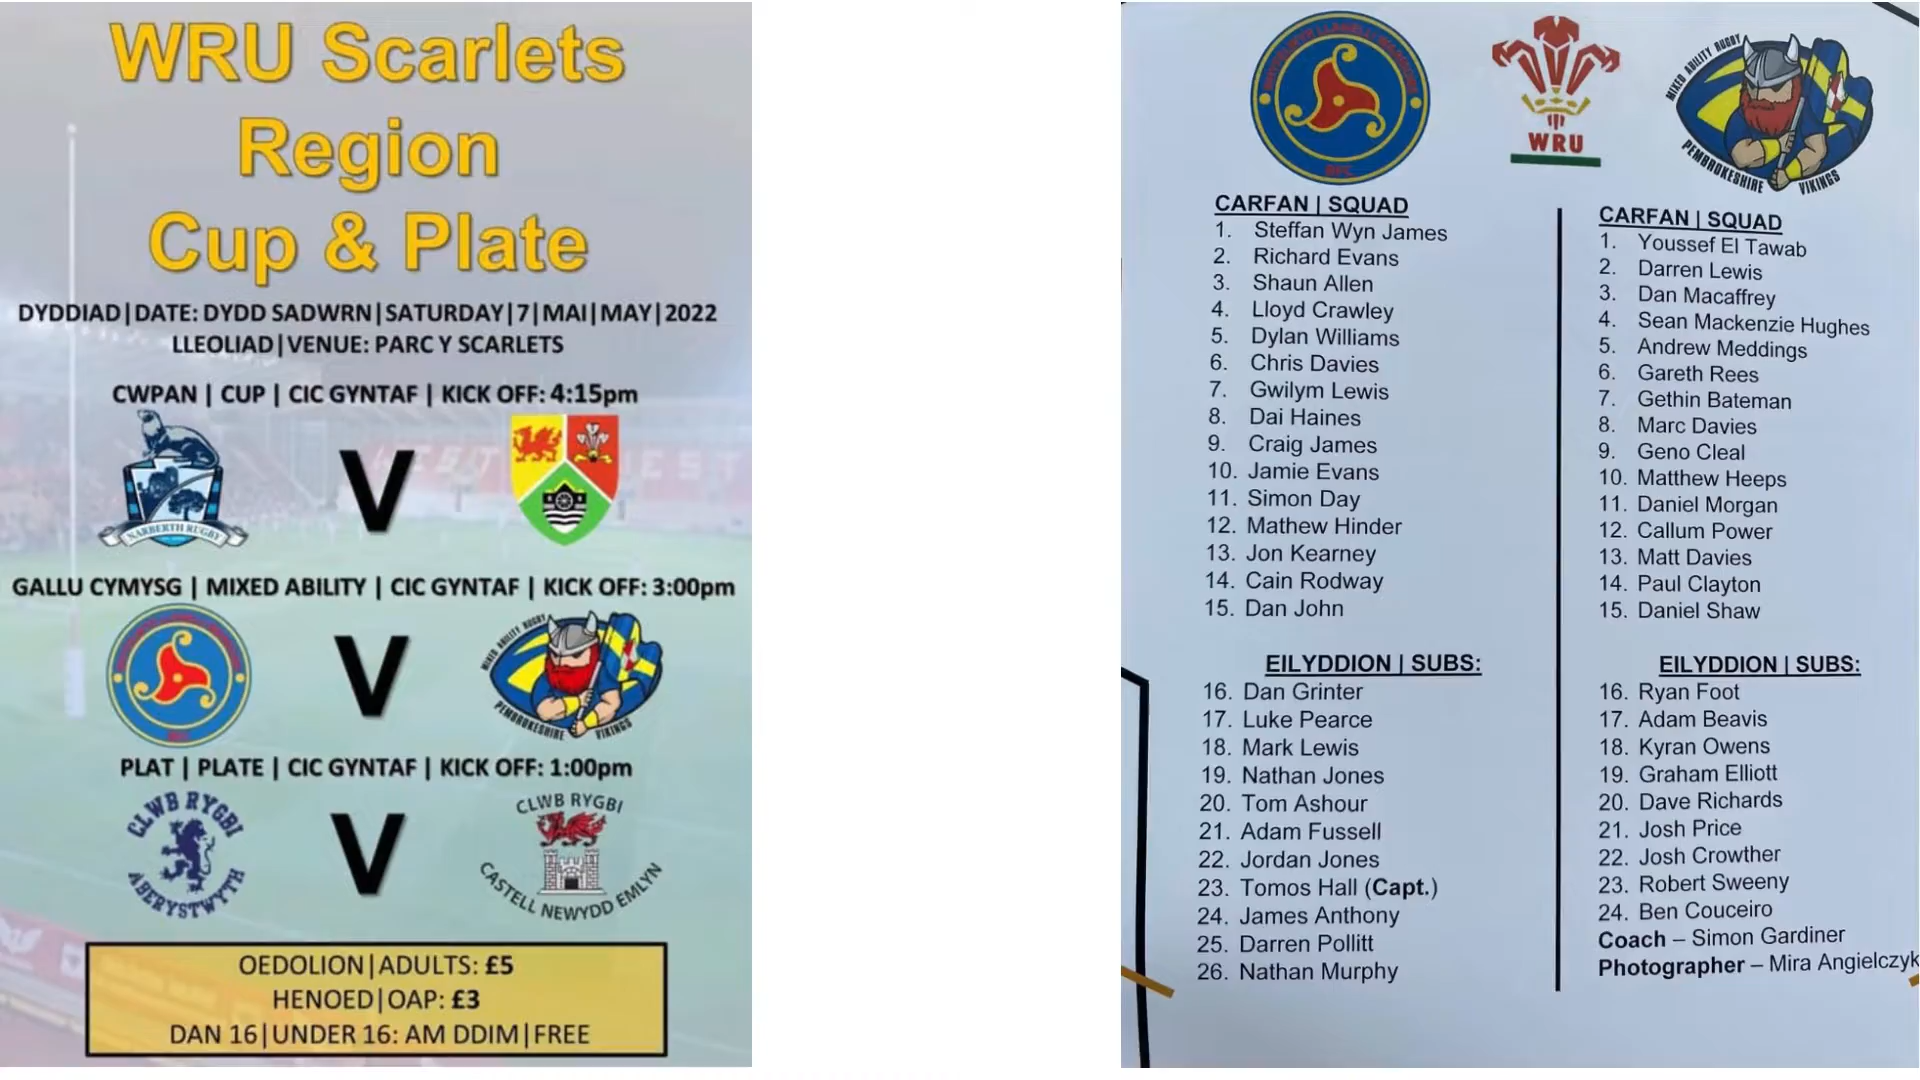 WRU Scarlets
Region
Cup & Plate
DYDDIAD|DATE: DYDD SADWRN|SATURDAY|7|MAI|MAY|2022
LLEOLIAD|VENUE: PARC Y SCARLETS
CWPAN | CUP | CIC GYNTAF | KICK OFF: 4:15pm
NARBERTH RUGBY
V
GALLU CYMYSG | MIXED ABILITY | CIC GYNTAF | KICK OFF: 3:00pm
RFC
V
MIXED ABILITY RUGBY
PEMBROKESHIRE VIKINGS
PLAT | PLATE | CIC GYNTAF | KICK OFF: 1:00pm
CLWB RYGBI
ABERYSTWYTH
V
CLWB RYGBI
CASTELL NEWYDD EMLYN
OEDOLION|ADULTS: £5
HENOED|OAP: £3
DAN 16|UNDER 16: AM DDIM|FREE
RFC
WRU
MIXED ABILITY RUGBY
PEMBROKESHIRE VIKINGS
CARFAN | SQUAD
1. Steffan Wyn James
2. Richard Evans
3. Shaun Allen
4. Lloyd Crawley
5. Dylan Williams
6. Chris Davies
7. Gwilym Lewis
8. Dai Haines
9. Craig James
10. Jamie Evans
11. Simon Day
12. Mathew Hinder
13. Jon Kearney
14. Cain Rodway
15. Dan John
EILYDDION | SUBS:
16. Dan Grinter
17. Luke Pearce
18. Mark Lewis
19. Nathan Jones
20. Tom Ashour
21. Adam Fussell
22. Jordan Jones
23. Tomos Hall (Capt.)
24. James Anthony
25. Darren Pollitt
26. Nathan Murphy
CARFAN | SQUAD
1. Youssef El Tawab
2. Darren Lewis
3. Dan Macaffrey
4. Sean Mackenzie Hughes
5. Andrew Meddings
6. Gareth Rees
7. Gethin Bateman
8. Marc Davies
9. Geno Cleal
10. Matthew Heeps
11. Daniel Morgan
12. Callum Power
13. Matt Davies
14. Paul Clayton
15. Daniel Shaw
EILYDDION | SUBS:
16. Ryan Foot
17. Adam Beavis
18. Kyran Owens
19. Graham Elliott
20. Dave Richards
21. Josh Price
22. Josh Crowther
23. Robert Sweeny
24. Ben Couceiro
Coach – Simon Gardiner
Photographer – Mira Angielczyk